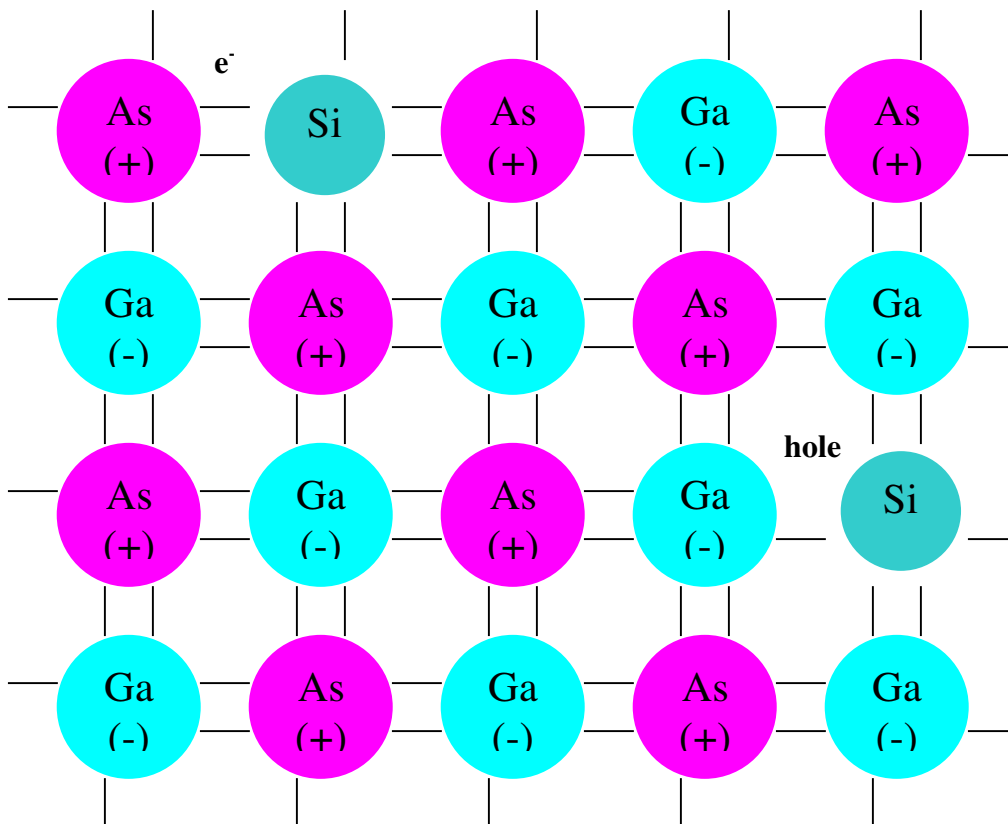 e-
As Si As Ga As
(+) (-) (+)
(+)
Ga As Ga As Ga
(-) (+) (-) (+) (-)
hole
As Ga As Ga Si
(+) (-) (+) (-)
Ga As Ga As Ga
(-) (+) (-) (+) (-)